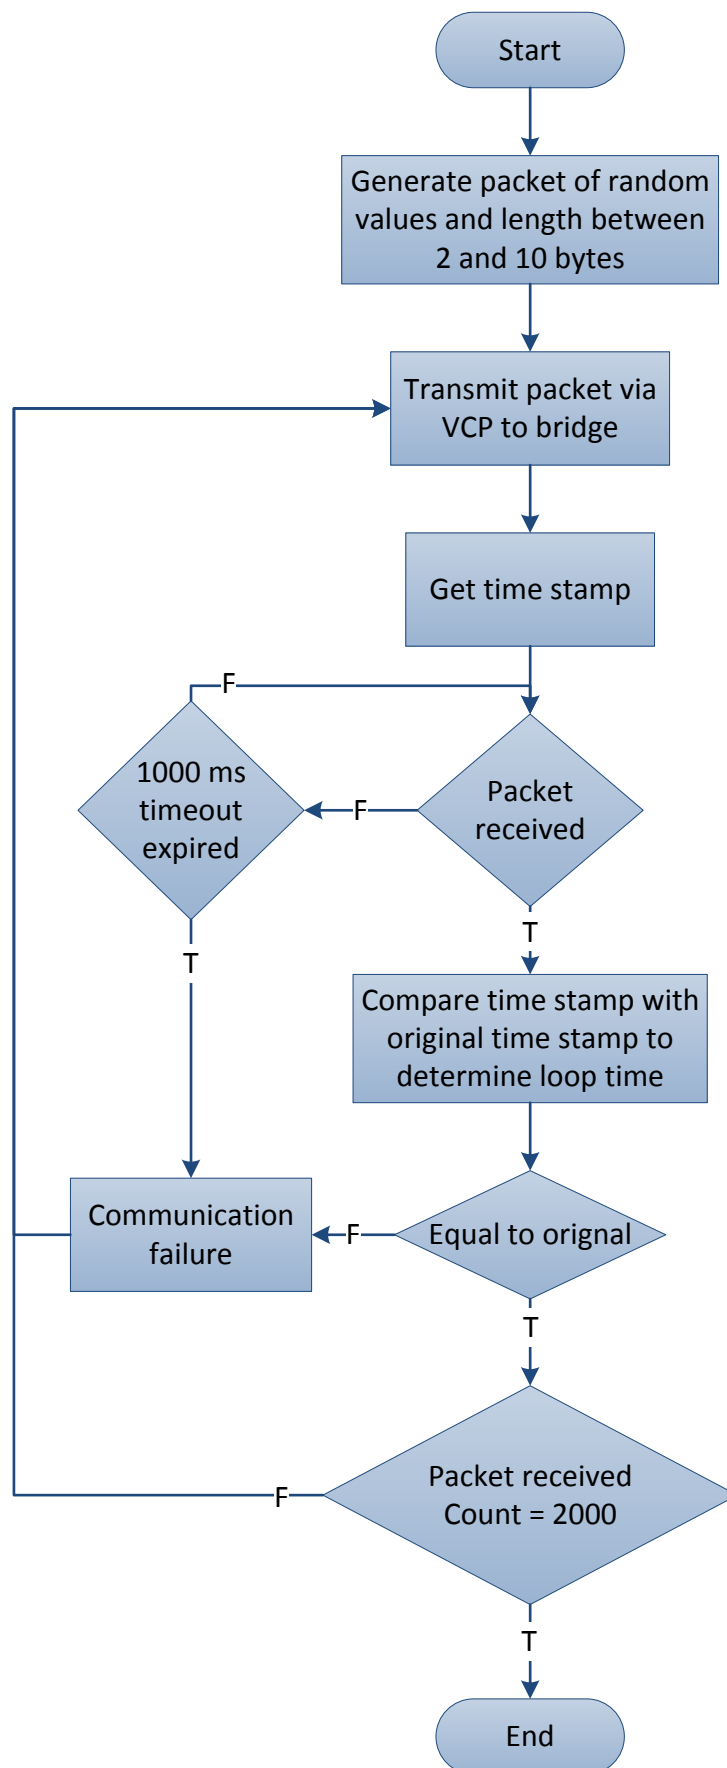 Start
Generate packet of random
values and length between
2 and 10 bytes
Transmit packet via
VCP to bridge
Get time stamp
F
1000 ms
timeout
expired
F
Packet
received
T
T
Compare time stamp with
original time stamp to
determine loop time
Communication
failure
F
Equal to orignal
T
F
Packet received
Count = 2000
T
End